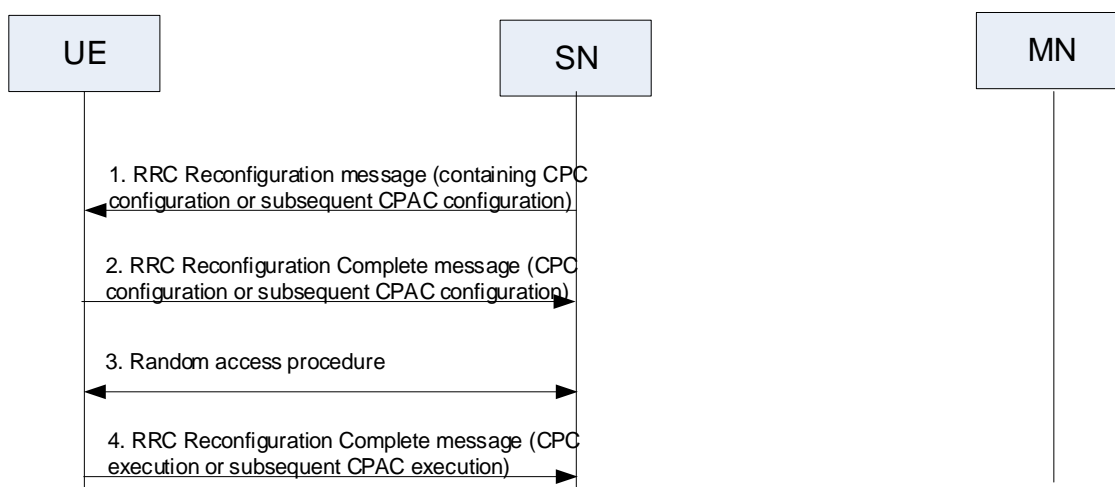 UE
SN
MN
1. RRC Reconfiguration message (containing CPC
configuration or subsequent CPAC configuration)
2. RRC Reconfiguration Complete message (CPC
configuration or subsequent CPAC configuration)
3. Random access procedure
4. RRC Reconfiguration Complete message (CPC
execution or subsequent CPAC execution)